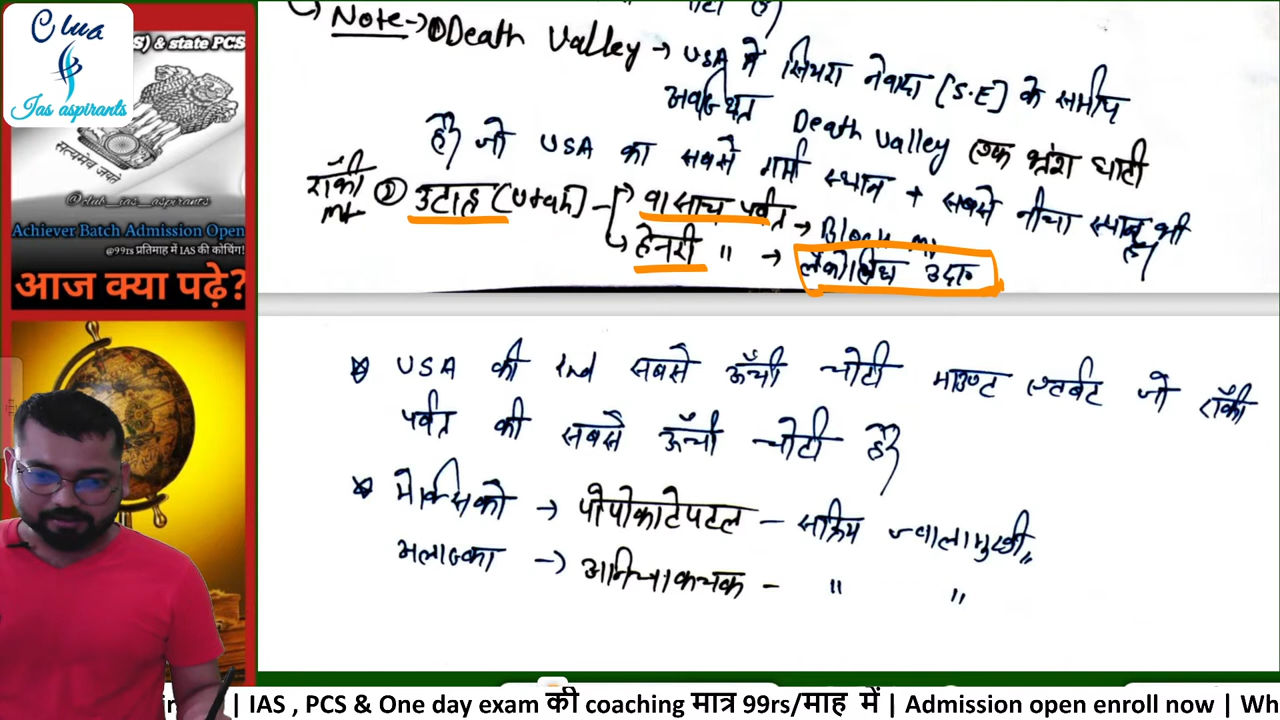 Clua
Ias aspirants
S) & state PCS
सत्यमेव जयते
@club_ias_aspirants
Achiever Batch Admission Open
@99rs प्रतिमाह में IAS की कोचिंग!
आज क्या पढ़े?
Note→ ① Death Valley → USA में सियरा नेवादा [S.E] के समीप
अवस्थित Death Valley एक भ्रंश घाटी
है। जो USA का सबसे गर्म स्थान + सबसे नीचा स्थान भी है।
रॉकी Mt ② उटाह (Utah) → वासाच पर्वत → Block Mt
→ हेनरी " → लैकोलिथ उदा०
USA की 2nd सबसे ऊँची चोटी माउण्ट एल्बर्ट जो रॉकी
पर्वत की सबसे ऊँची चोटी है।
मेक्सिको → पोपोकाटेपटल – सक्रिय ज्वालामुखी,,
→ – " "
| IAS , PCS & One day exam की coaching मात्र 99rs/माह में | Admission open enroll now | Wh